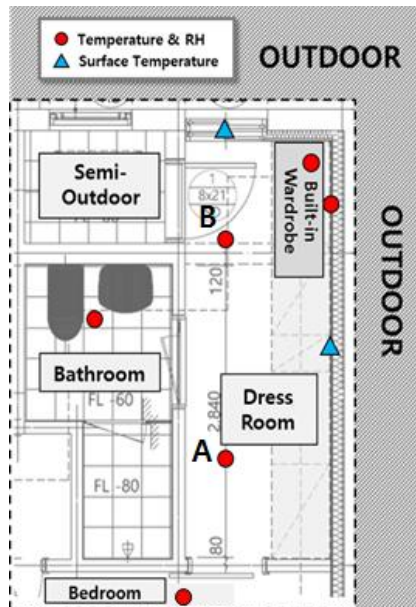 Temperature & RH
Surface Temperature
OUTDOOR
Semi-
Outdoor
1
8x21
B
Built-in
Wardrobe
OUTDOOR
120
Bathroom
FL -60
Dress
Room
2,840
A
FL -80
80
Bedroom